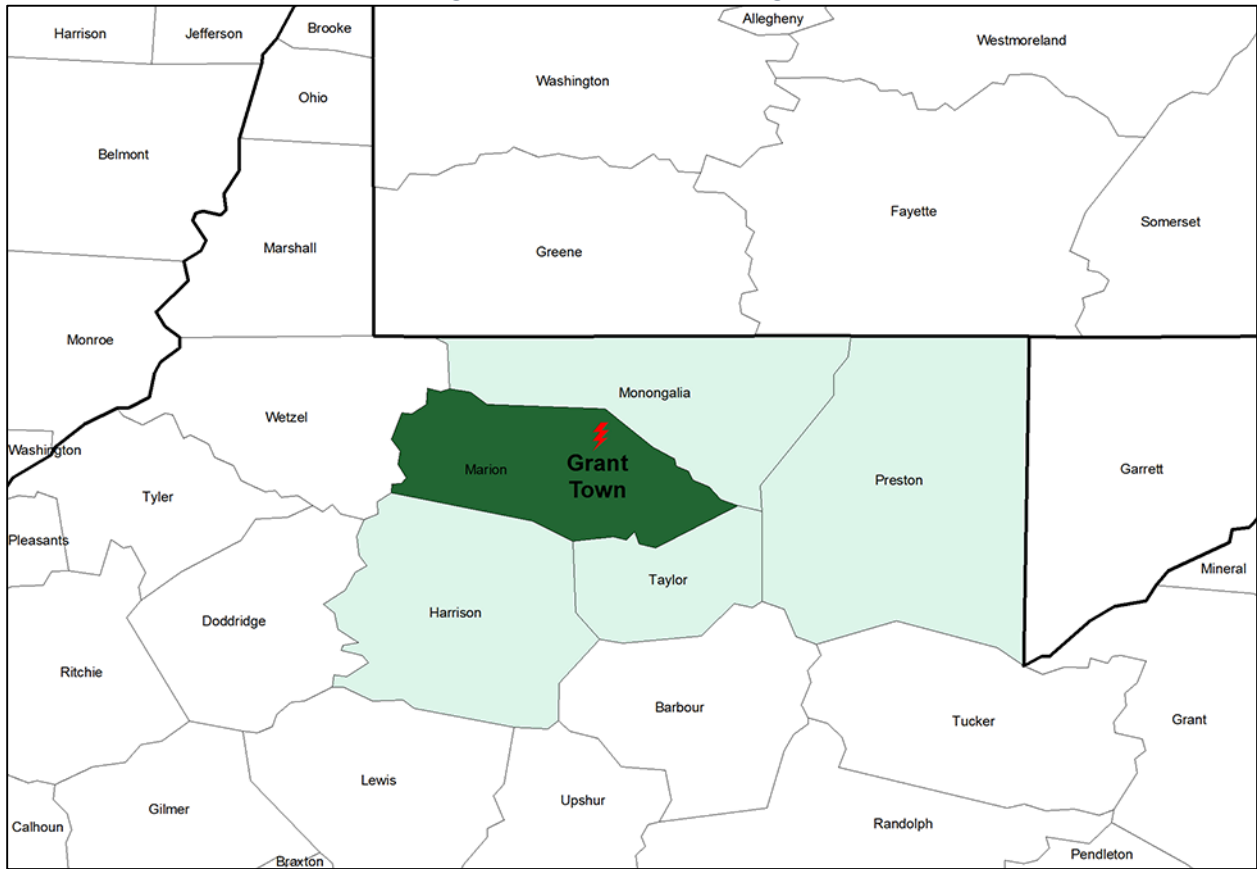 Allegheny
Harrison
Jefferson
Brooke
Westmoreland
Washington
Ohio
Belmont
Fayette
Somerset
Marshall
Greene
Monroe
Monongalia
Wetzel
Washington
Marion
Grant
Town
Garrett
Preston
Tyler
Pleasants
Mineral
Taylor
Harrison
Doddridge
Ritchie
Barbour
Tucker
Grant
Lewis
Upshur
Gilmer
Calhoun
Randolph
Braxton
Pendleton